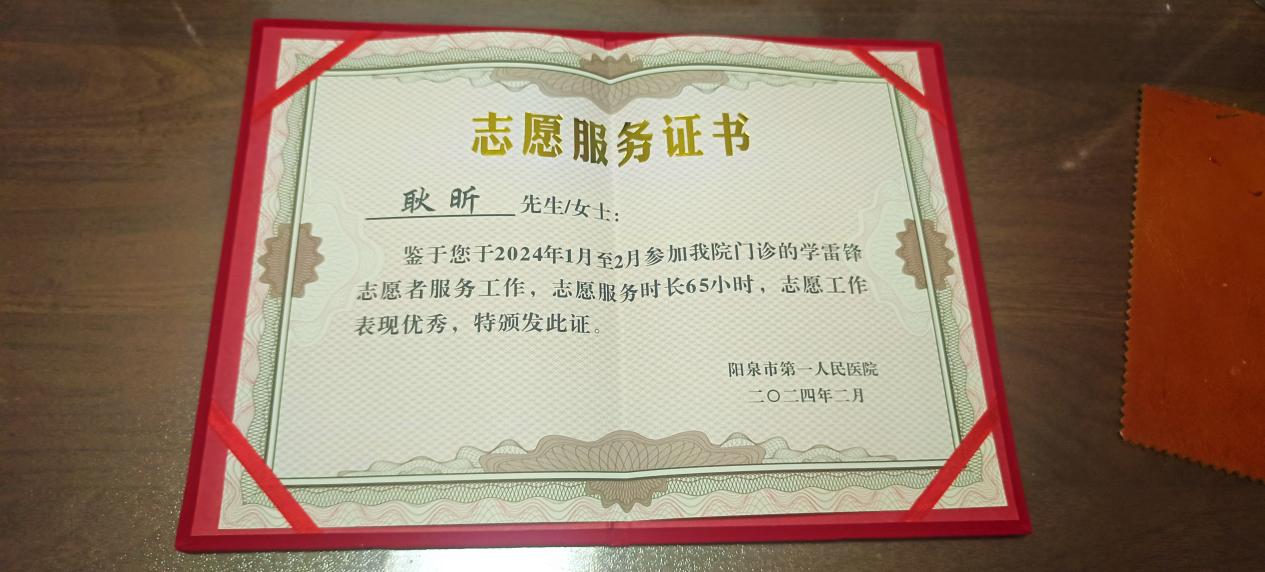 志愿服务证书
耿昕 先生/女士：
鉴于您于2024年1月至2月参加我院门诊的学雷锋
志愿者服务工作，志愿服务时长65小时，志愿工作
表现优秀，特颁发此证。
阳泉市第一人民医院
二〇二四年二月